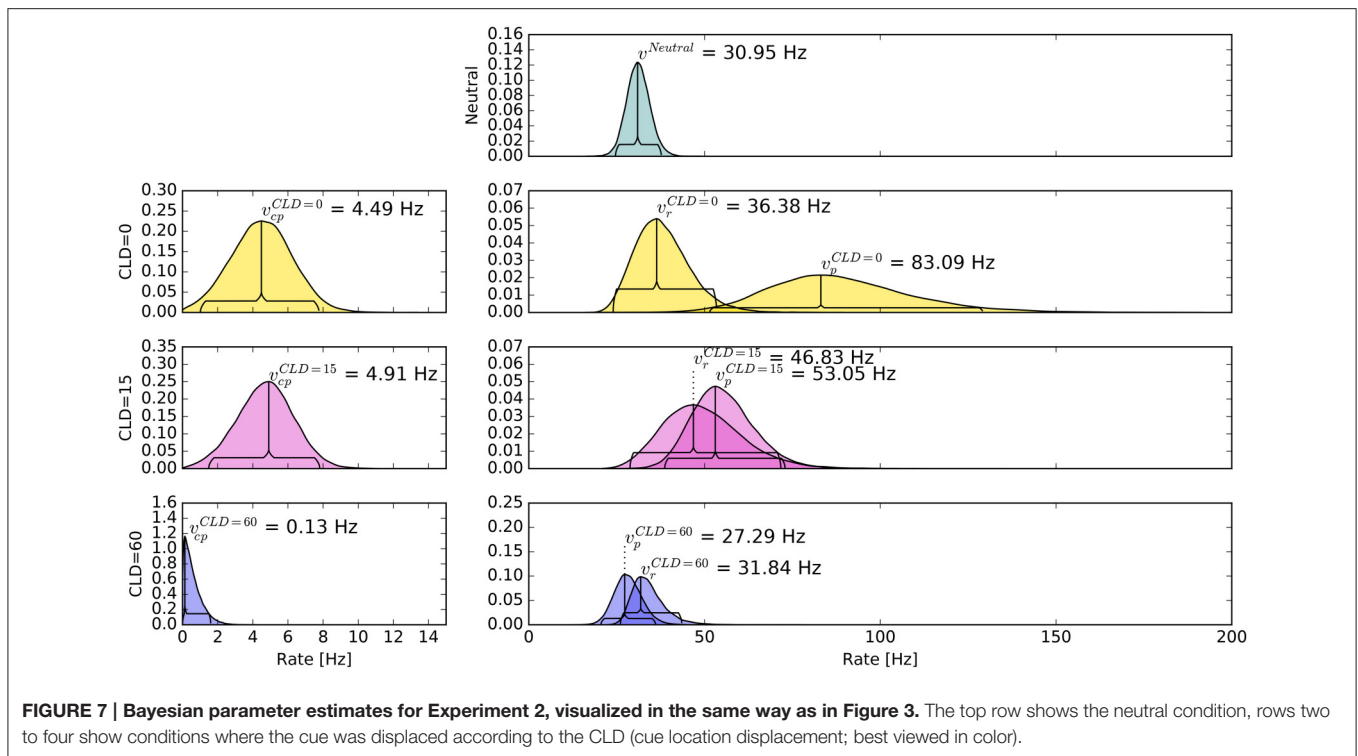 0.16
0.14
0.12
0.10
0.08
0.06
0.04
0.02
0.00
Neutral
v^Neutral = 30.95 Hz
0.30
0.25
0.20
0.15
0.10
0.05
0.00
CLD=0
v_cp^CLD=0 = 4.49 Hz
0.07
0.06
0.05
0.04
0.03
0.02
0.01
0.00
v_r^CLD=0 = 36.38 Hz
v_p^CLD=0 = 83.09 Hz
0.35
0.30
0.25
0.20
0.15
0.10
0.05
0.00
CLD=15
v_cp^CLD=15 = 4.91 Hz
0.07
0.06
0.05
0.04
0.03
0.02
0.01
0.00
v_r^CLD=15 = 46.83 Hz
v_p^CLD=15 = 53.05 Hz
1.6
1.4
1.2
1.0
0.8
0.6
0.4
0.2
0.0
CLD=60
v_cp^CLD=60 = 0.13 Hz
0 2 4 6 8 10 12 14
Rate [Hz]
0.25
0.20
0.15
0.10
0.05
0.00
v_p^CLD=60 = 27.29 Hz
v_r^CLD=60 = 31.84 Hz
0 50 100 150 200
Rate [Hz]
FIGURE 7 | Bayesian parameter estimates for Experiment 2, visualized in the same way as in Figure 3. The top row shows the neutral condition, rows two
to four show conditions where the cue was displaced according to the CLD (cue location displacement; best viewed in color).